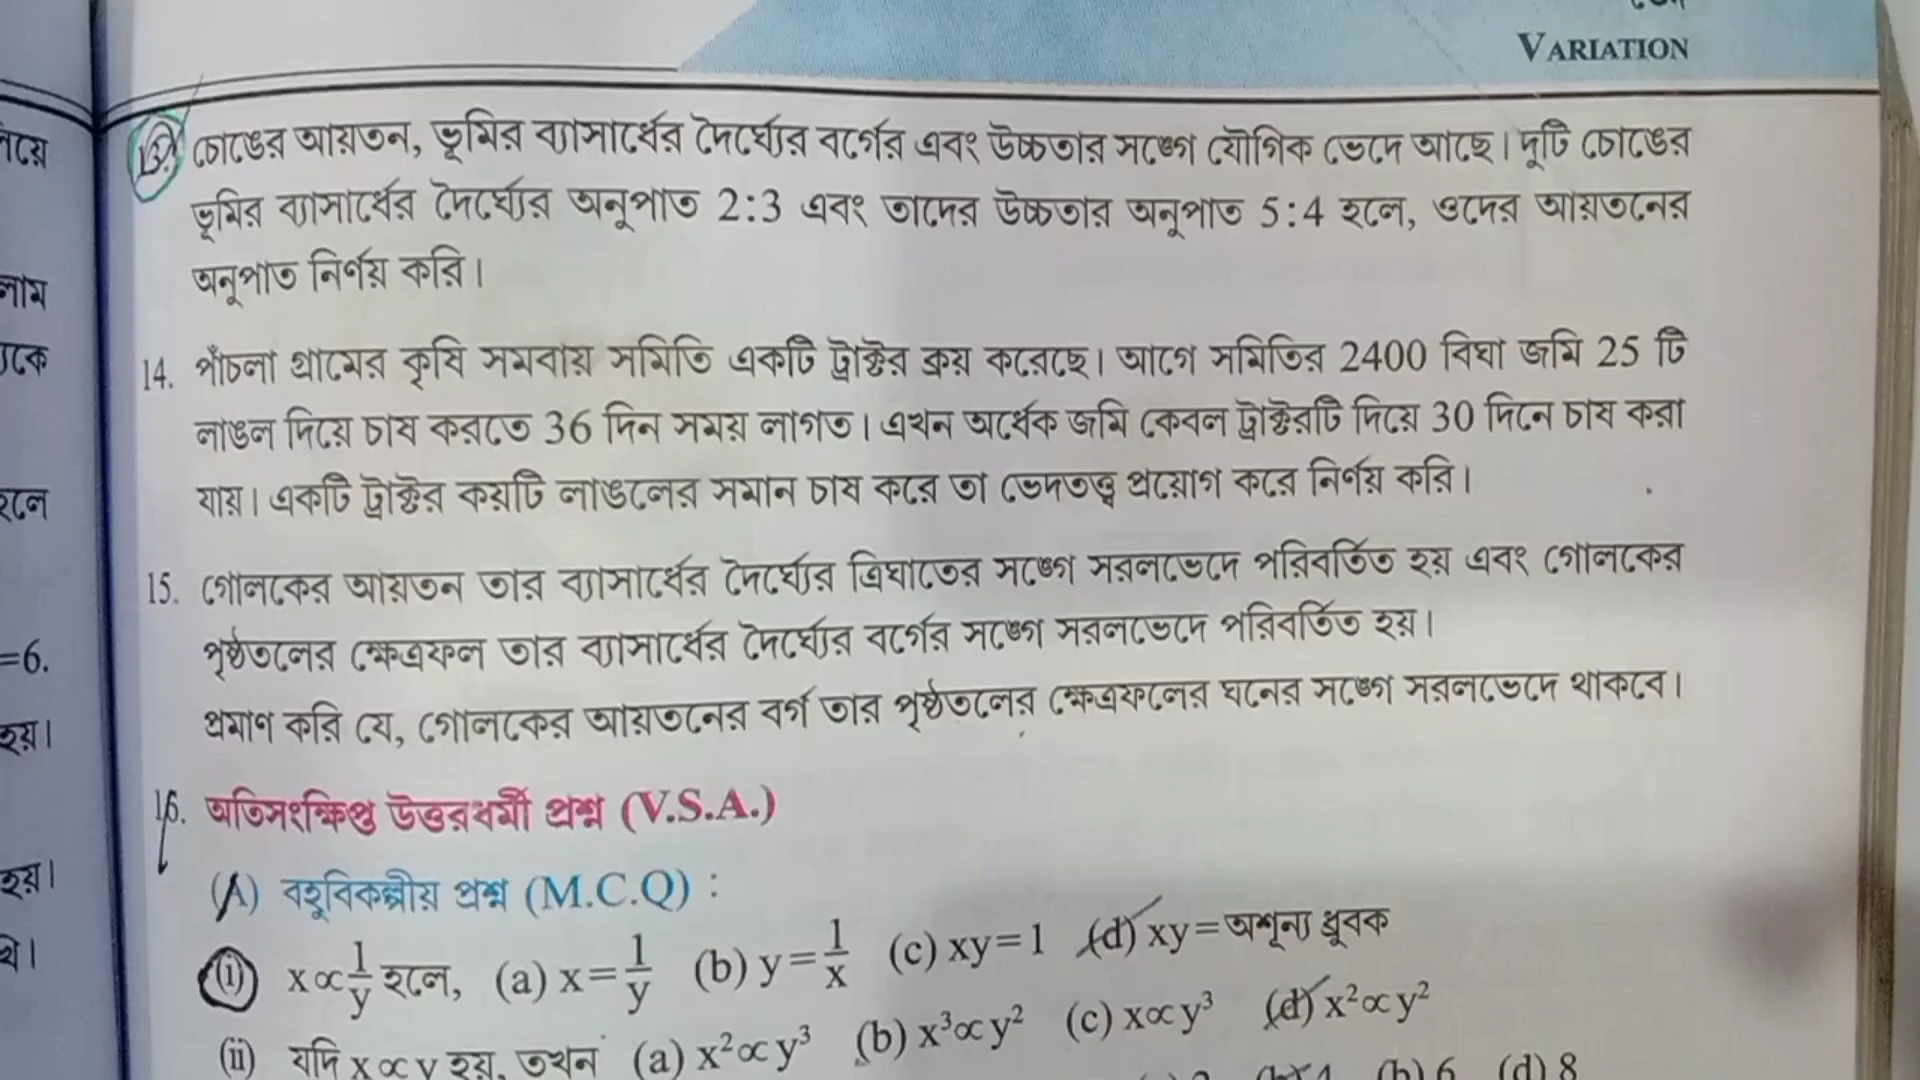 VARIATION
13. চোঙের আয়তন, ভূমির ব্যাসার্ধের দৈর্ঘ্যের বর্গের এবং উচ্চতার সঙ্গে যৌগিক ভেদে আছে। দুটি চোঙের
ভূমির ব্যাসার্ধের দৈর্ঘ্যের অনুপাত 2:3 এবং তাদের উচ্চতার অনুপাত 5:4 হলে, ওদের আয়তনের
অনুপাত নির্ণয় করি।
14. পাঁচলা গ্রামের কৃষি সমবায় সমিতি একটি ট্রাক্টর ক্রয় করেছে। আগে সমিতির 2400 বিঘা জমি 25 টি
লাঙল দিয়ে চাষ করতে 36 দিন সময় লাগত। এখন অর্ধেক জমি কেবল ট্রাক্টরটি দিয়ে 30 দিনে চাষ করা
যায়। একটি ট্রাক্টর কয়টি লাঙলের সমান চাষ করে তা ভেদতত্ত্ব প্রয়োগ করে নির্ণয় করি।
15. গোলকের আয়তন তার ব্যাসার্ধের দৈর্ঘ্যের ত্রিঘাতের সঙ্গে সরলভেদে পরিবর্তিত হয় এবং গোলকের
পৃষ্ঠতলের ক্ষেত্রফল তার ব্যাসার্ধের দৈর্ঘ্যের বর্গের সঙ্গে সরলভেদে পরিবর্তিত হয়।
প্রমাণ করি যে, গোলকের আয়তনের বর্গ তার পৃষ্ঠতলের ক্ষেত্রফলের ঘনের সঙ্গে সরলভেদে থাকবে।
16. অতিসংক্ষিপ্ত উত্তরধর্মী প্রশ্ন (V.S.A.)
(A) বহুবিকল্পীয় প্রশ্ন (M.C.Q) :
(i) x∝1/y হলে, (a) x=1/y (b) y=1/x (c) xy=1 (d) xy=অশূন্য ধ্রুবক
(ii) যদি x∝y হয়, তখন (a) x²∝y³ (b) x³∝y² (c) x∝y³ (d) x²∝y²
6 (d) 8
=6.
হয়।
হয়।